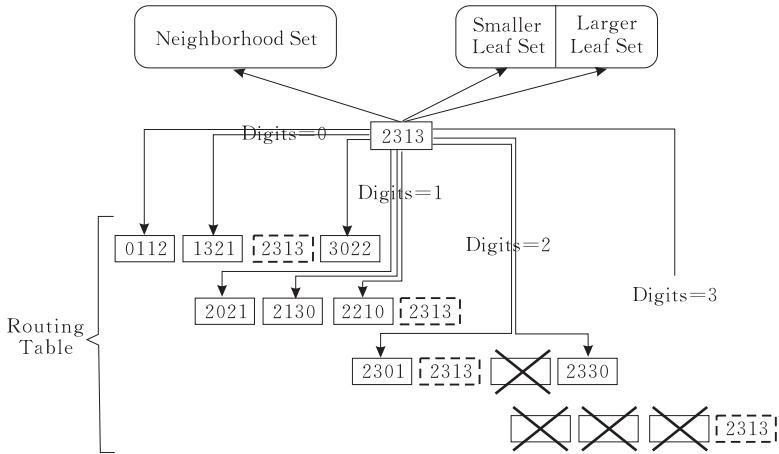 Neighborhood Set
Smaller
Leaf Set
Larger
Leaf Set
2313
Digits=0
Digits=1
Digits=2
Digits=3
0112
1321
2313
3022
2021
2130
2210
2313
Routing
Table
2301
2313
2330
2313